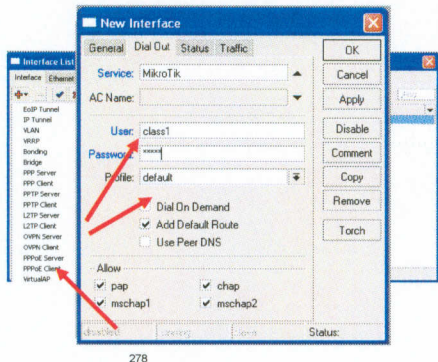 New Interface
Interface List
General Dial Out Status Traffic
Service: MikroTik
AC Name:
User: class1
Password: *****
Profile: default
Dial On Demand
Add Default Route
Use Peer DNS
Allow
pap chap
mschap1 mschap2
disabled
Status:
OK
Cancel
Apply
Disable
Comment
Copy
Remove
Torch
Interface Ethernet
EoIP Tunnel
IP Tunnel
VLAN
VRRP
Bonding
Bridge
PPP Server
PPP Client
PPTP Server
PPTP Client
L2TP Server
L2TP Client
OVPN Server
OVPN Client
PPPoE Server
PPPoE Client
VirtualAP
278